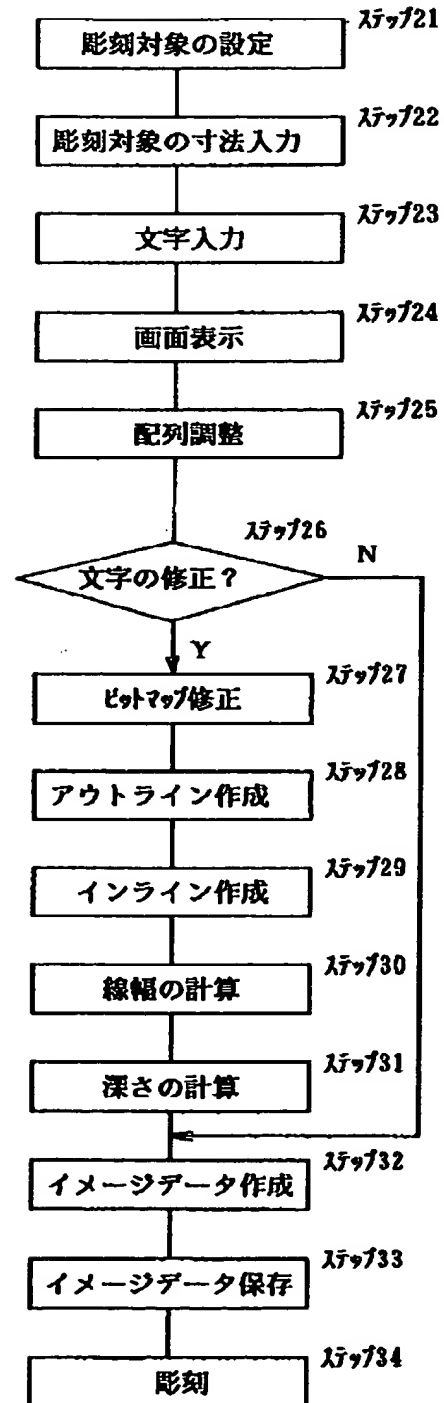 ステップ21
彫刻対象の設定
ステップ22
彫刻対象の寸法入力
ステップ23
文字入力
ステップ24
画面表示
ステップ25
配列調整
ステップ26
文字の修正？
N
Y
ステップ27
ビットマップ修正
ステップ28
アウトライン作成
ステップ29
インライン作成
ステップ30
線幅の計算
ステップ31
深さの計算
ステップ32
イメージデータ作成
ステップ33
イメージデータ保存
ステップ34
彫刻